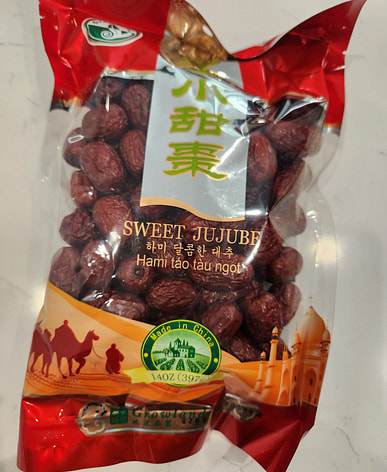 小
甜
棗
SWEET JUJUBE
하미 달콤한 대추
Hami táo tàu ngọt
Made in China
14OZ (397
Growland